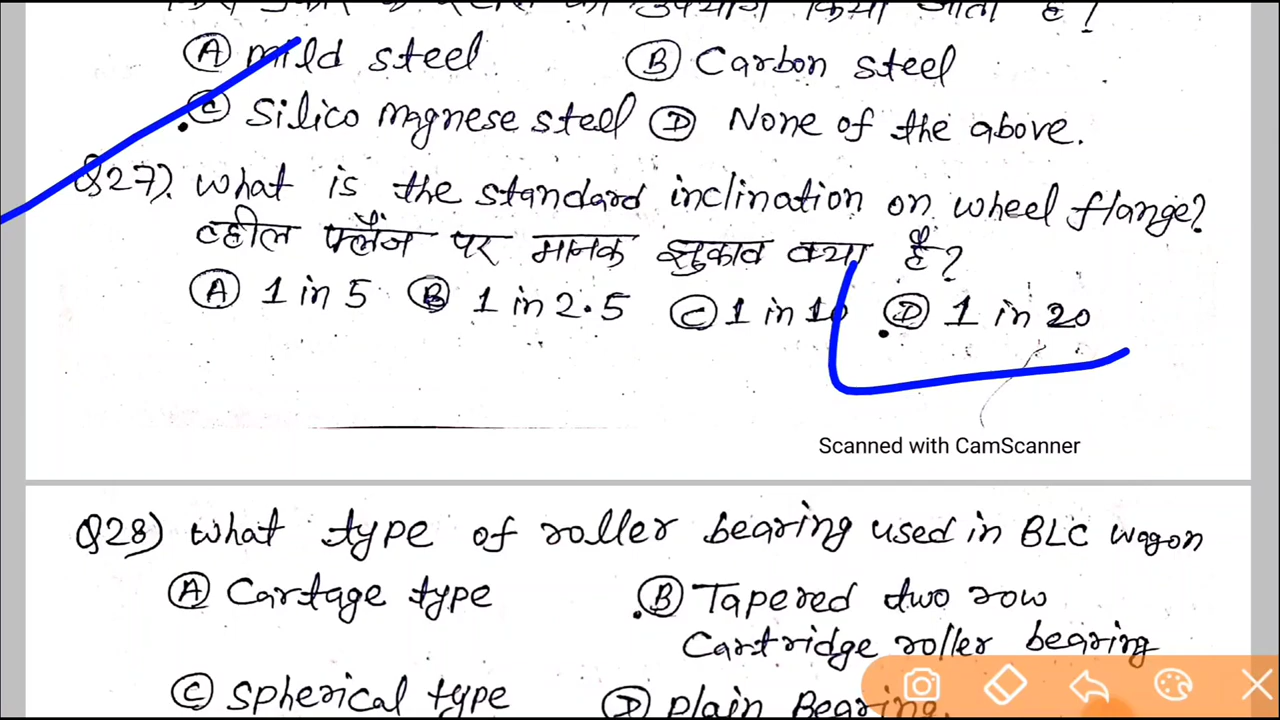 किस प्रकार के स्टील का उपयोग किया जाता है?
(A) mild steel (B) Carbon steel
(C) Silico magnese steel (D) None of the above.
Q27). What is the standard inclination on wheel flange?
व्हील फ्लैंज पर मानक झुकाव क्या है?
(A) 1 in 5 (B) 1 in 2.5 (C) 1 in 10 (D) 1 in 20
Scanned with CamScanner
Q28) What type of roller bearing used in BLC wagon
(A) Cartage type (B) Tapered two row
Cartridge roller bearing
(C) Spherical type (D) Plain Bearing.